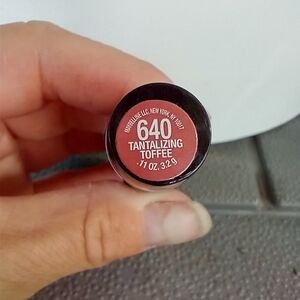 MAYBELLINE LLC, NEW YORK, NY 10017
640
TANTALIZING
TOFFEE
.11 OZ, 3.2 g